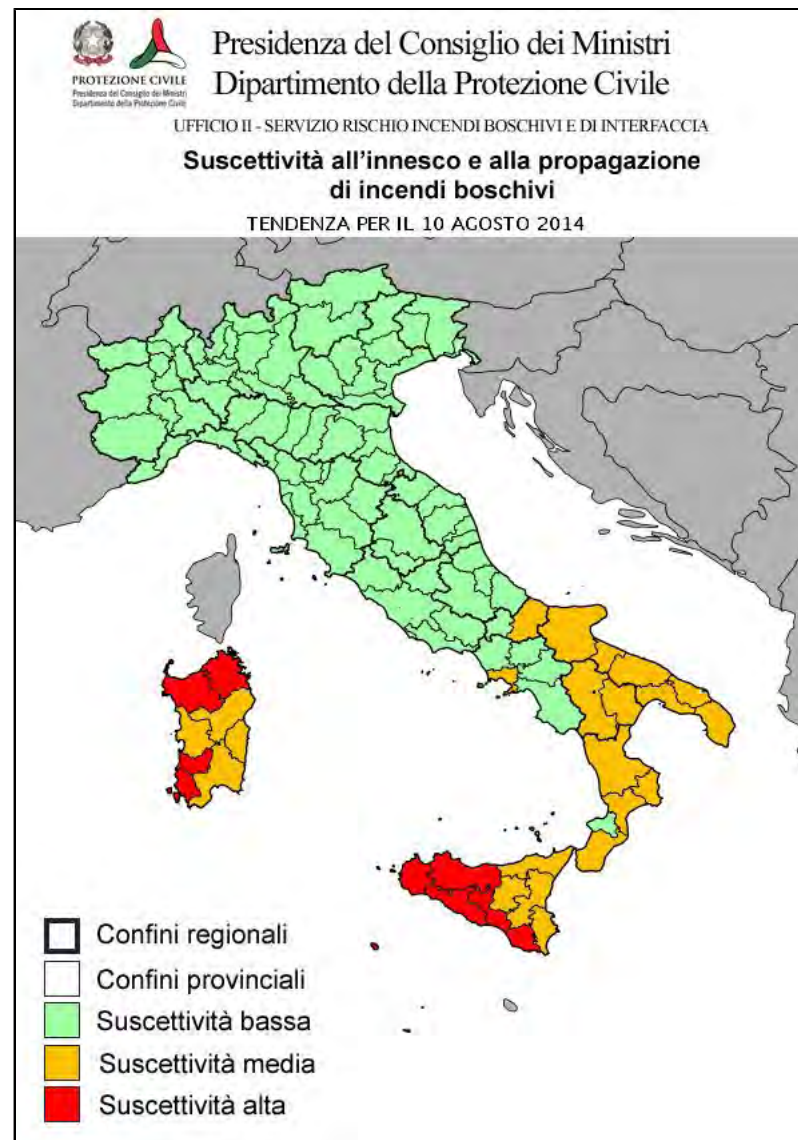 Presidenza del Consiglio dei Ministri
Dipartimento della Protezione Civile
PROTEZIONE CIVILE
Presidenza del Consiglio dei Ministri
Dipartimento della Protezione Civile
UFFICIO II - SERVIZIO RISCHIO INCENDI BOSCHIVI E DI INTERFACCIA
Suscettività all'innesco e alla propagazione
di incendi boschivi
TENDENZA PER IL 10 AGOSTO 2014
Confini regionali
Confini provinciali
Suscettività bassa
Suscettività media
Suscettività alta